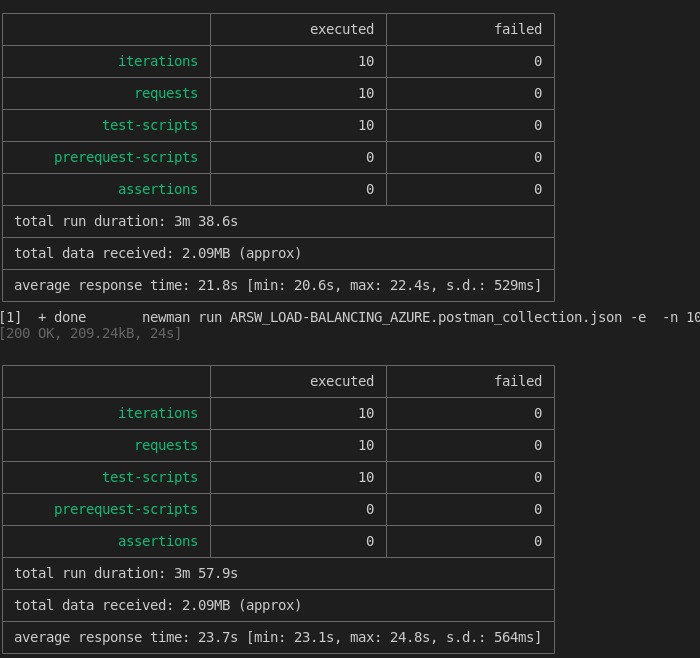 executed failed
iterations 10 0
requests 10 0
test-scripts 10 0
prerequest-scripts 0 0
assertions 0 0
total run duration: 3m 38.6s
total data received: 2.09MB (approx)
average response time: 21.8s [min: 20.6s, max: 22.4s, s.d.: 529ms]
[1]  + done       newman run ARSW_LOAD-BALANCING_AZURE.postman_collection.json -e  -n 10
[200 OK, 209.24kB, 24s]
executed failed
iterations 10 0
requests 10 0
test-scripts 10 0
prerequest-scripts 0 0
assertions 0 0
total run duration: 3m 57.9s
total data received: 2.09MB (approx)
average response time: 23.7s [min: 23.1s, max: 24.8s, s.d.: 564ms]